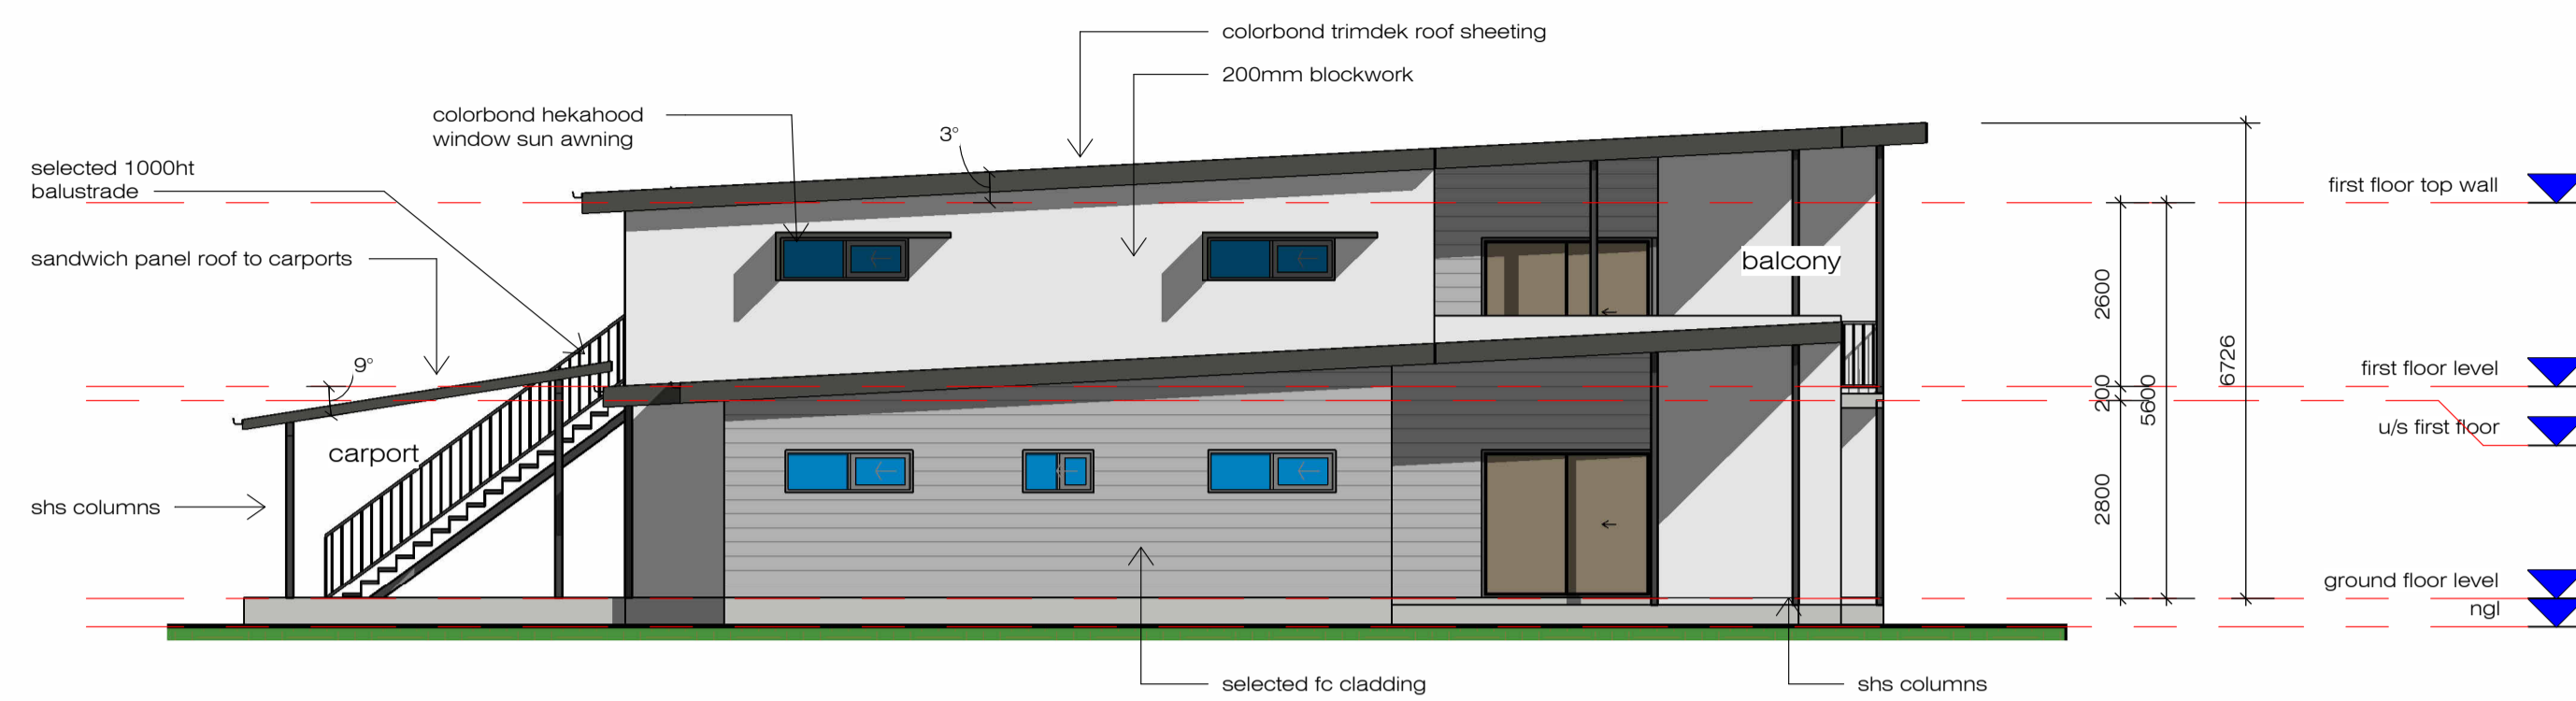 colorbond trimdek roof sheeting
200mm blockwork
colorbond hekahood
window sun awning
3°
selected 1000ht
balustrade
first floor top wall
sandwich panel roof to carports
balcony
2600
6726
9°
first floor level
200
5600
u/s first floor
carport
shs columns
2800
ground floor level
ngl
selected fc cladding
shs columns